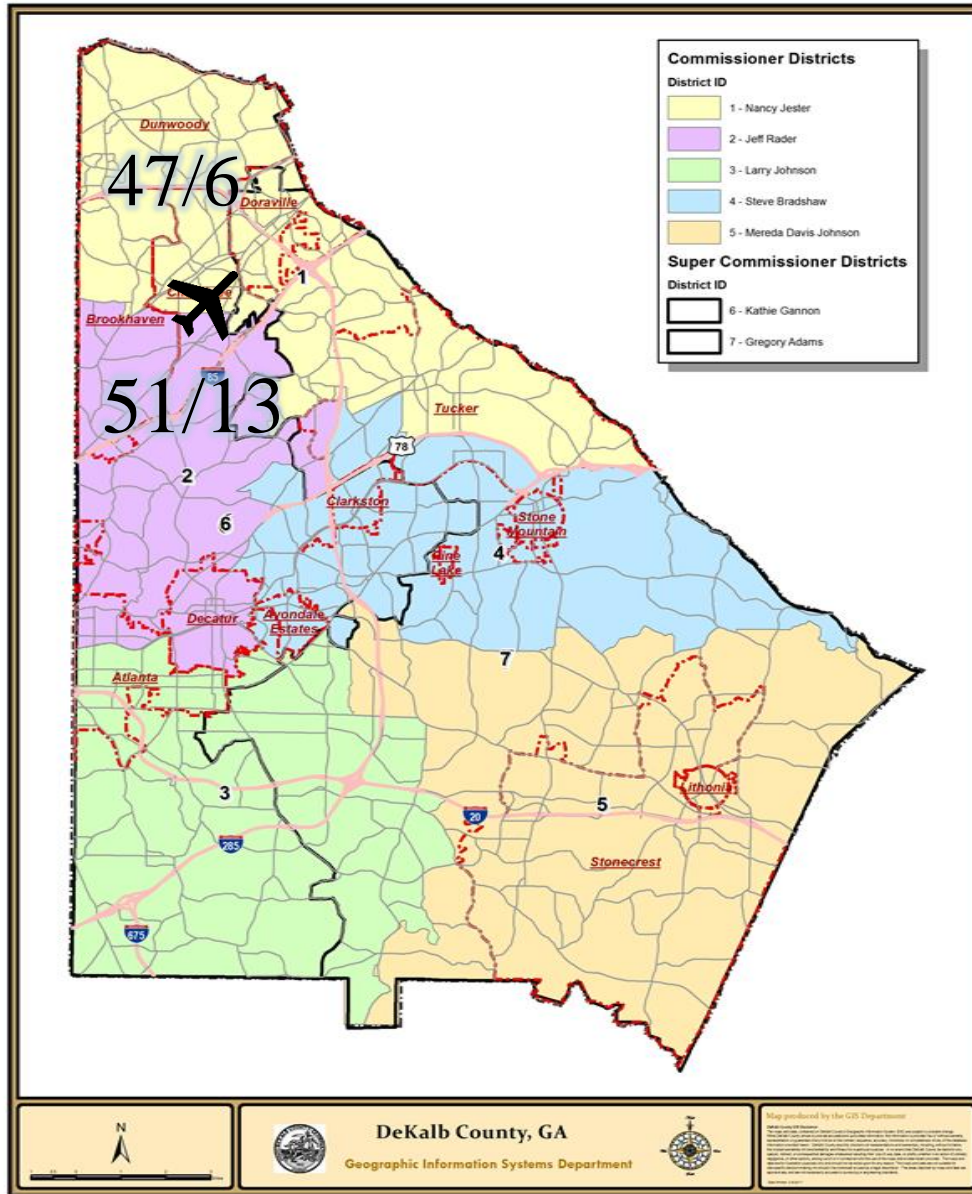 Commissioner Districts
District ID
1 - Nancy Jester
2 - Jeff Rader
3 - Larry Johnson
4 - Steve Bradshaw
5 - Mereda Davis Johnson
Super Commissioner Districts
District ID
6 - Kathie Gannon
7 - Gregory Adams
Dunwoody
47/6
Doraville
1
Brookhaven
85
51/13
Tucker
78
2
Clarkston
6
Stone
Mountain
4
Lake
Decatur
Avondale
Estates
7
Atlanta
3
20
5
285
Stonecrest
675
N
DeKalb County, GA
Geographic Information Systems Department
Map produced by the GIS Department